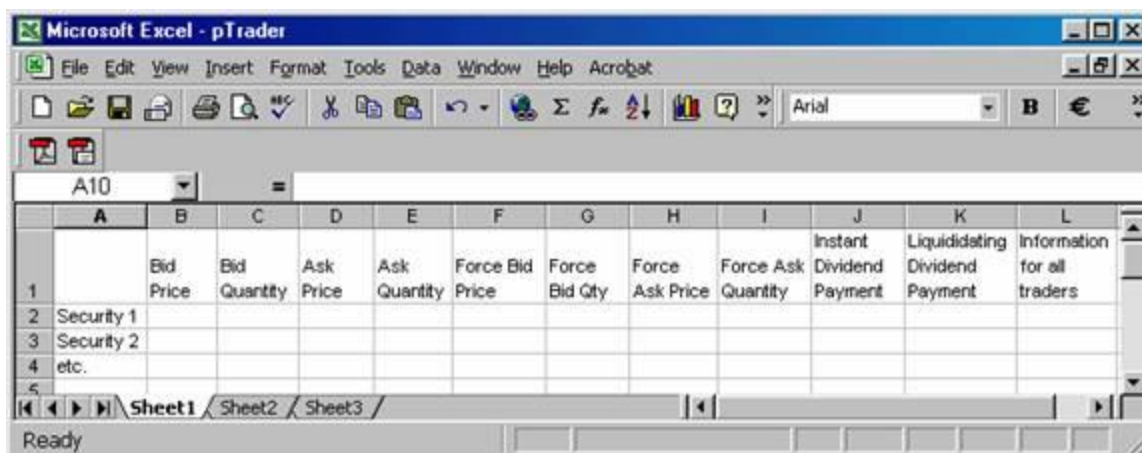 Microsoft Excel - pTrader
File Edit View Insert Format Tools Data Window Help Acrobat
Arial B €
A10 =
A B C D E F G H I J K L
1 Bid Price Bid Quantity Ask Price Ask Quantity Force Bid Price Force Bid Qty Force Ask Price Force Ask Quantity Instant Dividend Payment Liquididating Dividend Payment Information for all traders
2 Security 1
3 Security 2
4 etc.
5
Sheet1 Sheet2 Sheet3
Ready